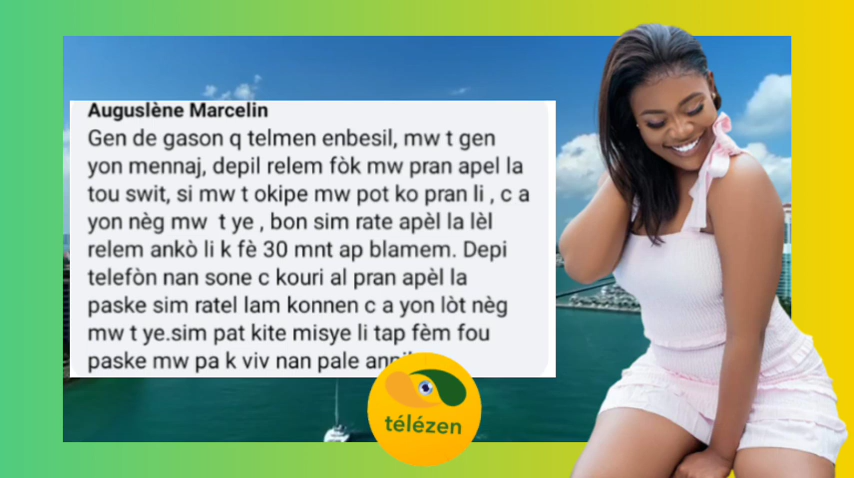 Auguslène Marcelin
Gen de gason q telmen enbesil, mw t gen
yon mennaj, depil relem fòk mw pran apel la
tou swit, si mw t okipe mw pot ko pran li , c a
yon nèg mw t ye , bon sim rate apèl la lèl
relem ankò li k fè 30 mnt ap blamem. Depi
telefòn nan sone c kouri al pran apèl la
paske sim ratel lam konnen c a yon lòt nèg
mw t ye.sim pat kite misye li tap fèm fou
paske mw pa k viv nan pale
télézen